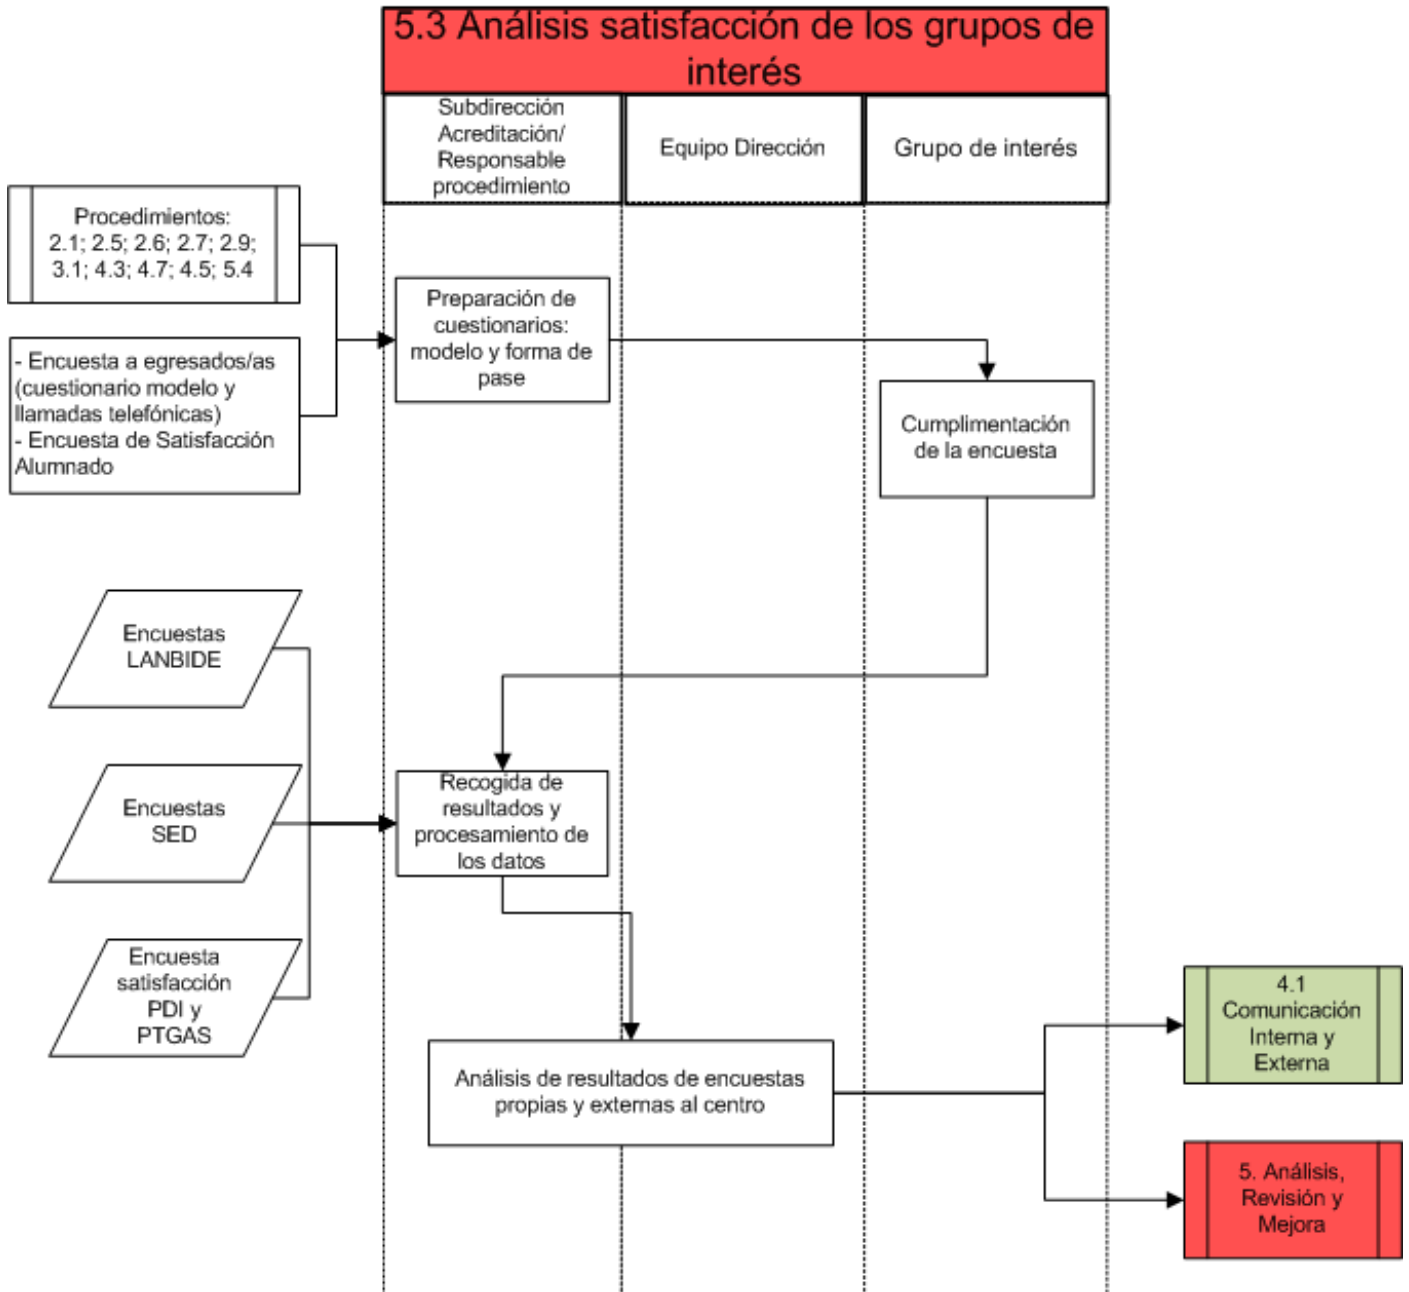 5.3 Análisis satisfacción de los grupos de
interés
Subdirección
Acreditación/
Responsable
procedimiento
Equipo Dirección
Grupo de interés
Procedimientos:
2.1; 2.5; 2.6; 2.7; 2.9;
3.1; 4.3; 4.7; 4.5; 5.4
- Encuesta a egresados/as
(cuestionario modelo y
llamadas telefónicas)
- Encuesta de Satisfacción
Alumnado
Preparación de
cuestionarios:
modelo y forma de
pase
Cumplimentación
de la encuesta
Encuestas
LANBIDE
Encuestas
SED
Encuesta
satisfacción
PDI y
PTGAS
Recogida de
resultados y
procesamiento de
los datos
Análisis de resultados de encuestas
propias y externas al centro
4.1
Comunicación
Interna y
Externa
5. Análisis,
Revisión y
Mejora